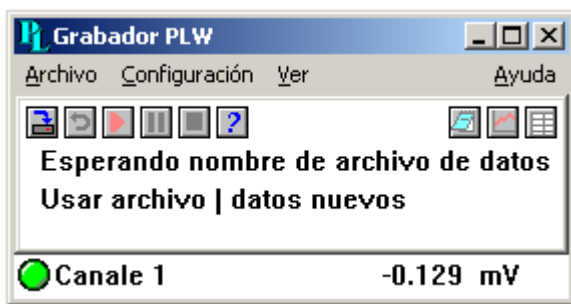 Grabador PLW
Archivo Configuración Ver Ayuda
Esperando nombre de archivo de datos
Usar archivo | datos nuevos
Canale 1 -0.129 mV